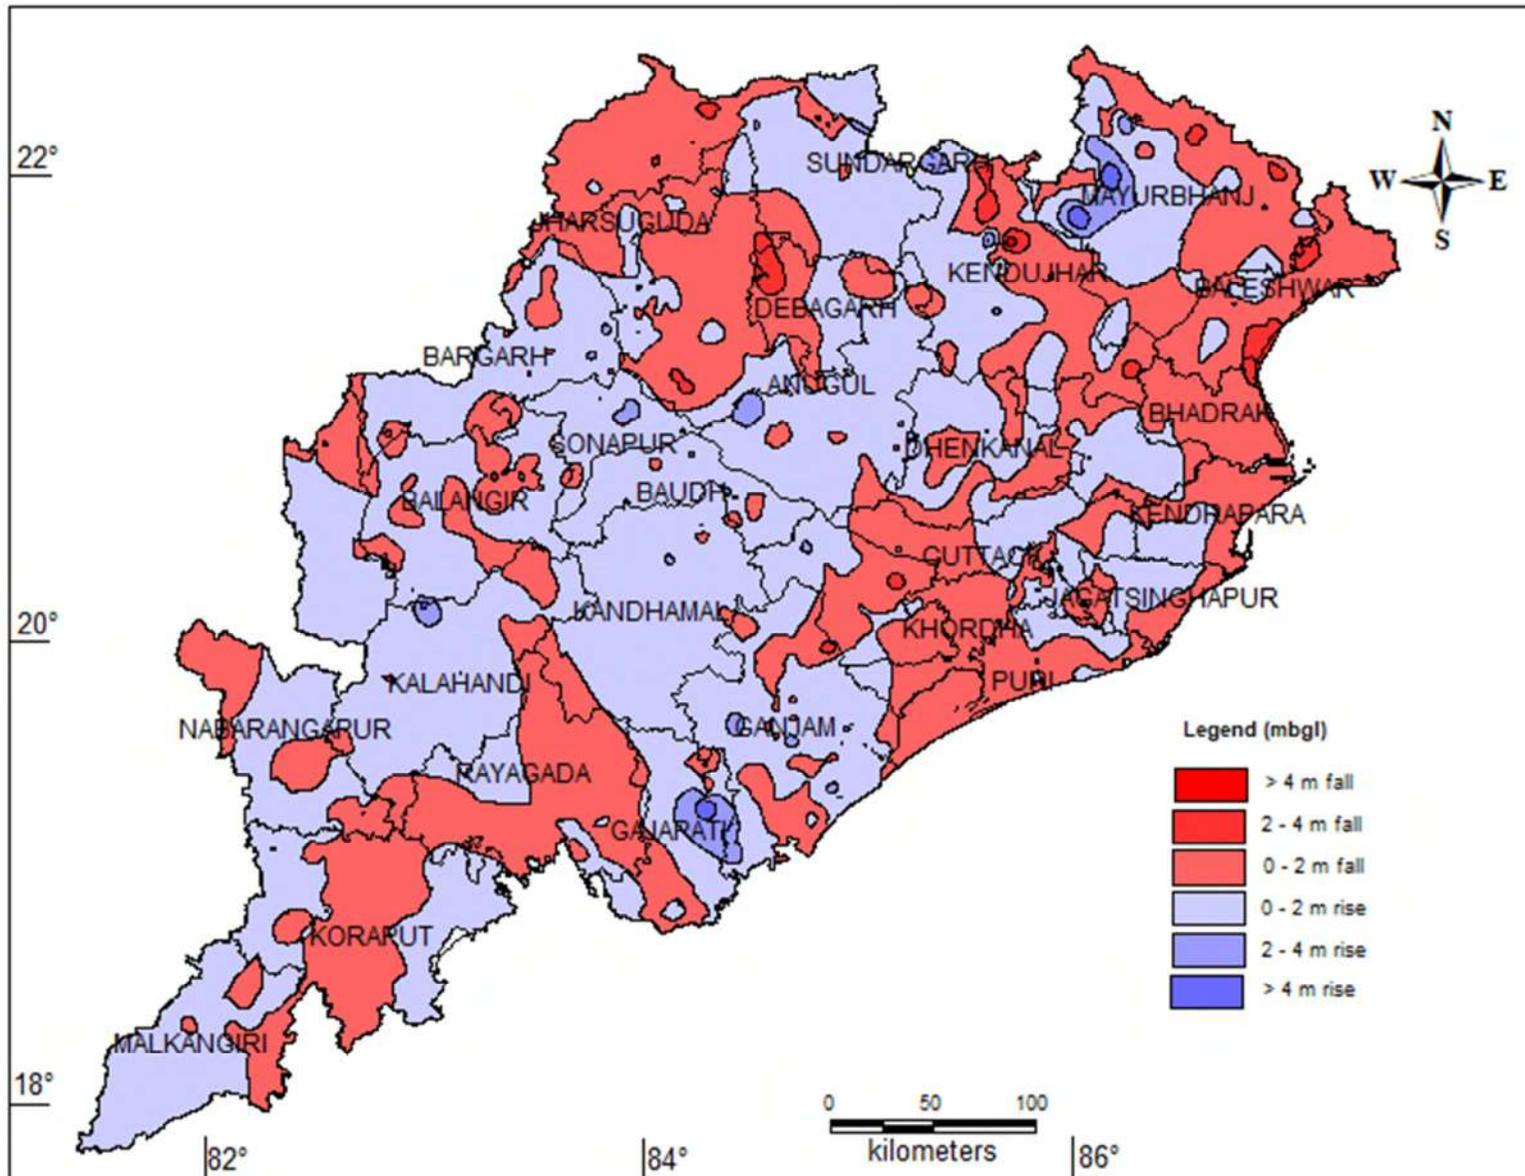 N
W E
S
22°
SUNDARGARH
MAYURBHANJ
JHARSUGUDA
KENDUJHAR
BALESHWAR
DEBAGARH
BARGARH
ANUGUL
BHADRAK
SONAPUR
DHENKANAL
BALANGIR
BAUDH
KENDRAPARA
CUTTACK
KANDHAMAL
JAGATSINGHAPUR
KHORDHA
20°
KALAHANDI
PURI
NABARANGAPUR
GANJAM
RAYAGADA
GAJAPATI
KORAPUT
MALKANGIRI
18°
Legend (mbgl)
> 4 m fall
2 - 4 m fall
0 - 2 m fall
0 - 2 m rise
2 - 4 m rise
> 4 m rise
0 50 100
kilometers
82° 84° 86°